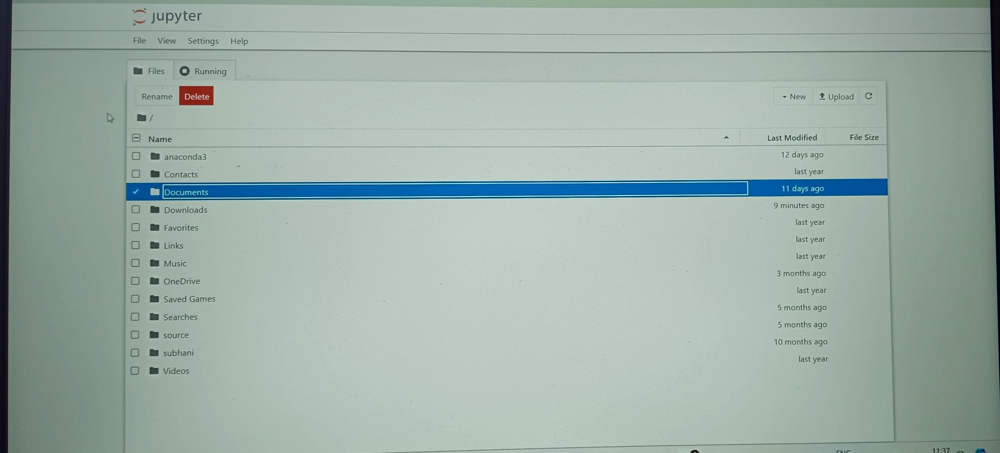 jupyter
File View Settings Help
Files Running
Rename Delete New Upload
/
Name Last Modified File Size
anaconda3 12 days ago
Contacts last year
Documents 11 days ago
Downloads 9 minutes ago
Favorites last year
Links last year
Music last year
OneDrive 3 months ago
Saved Games last year
Searches 5 months ago
source 5 months ago
subhani 10 months ago
Videos last year
ENG 11:37